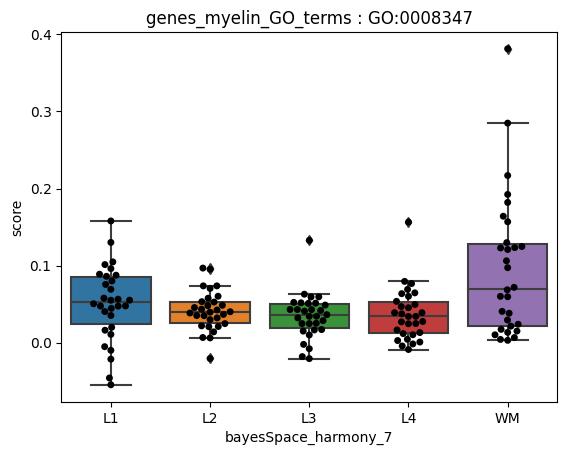 genes_myelin_GO_terms : GO:0008347
0.4
0.3
0.2
0.1
0.0
score
L1 L2 L3 L4 WM
bayesSpace_harmony_7